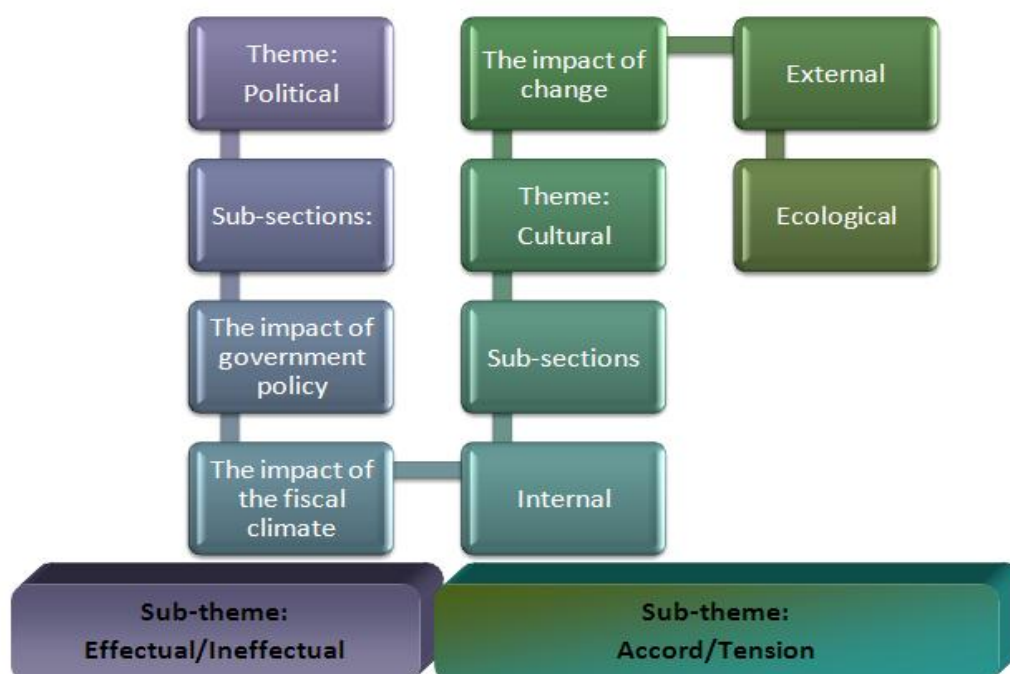 Theme:
Political
Sub-sections:
The impact of
government
policy
The impact of
the fiscal
climate
The impact of
change
Theme:
Cultural
Sub-sections
Internal
External
Ecological
Sub-theme:
Effectual/Ineffectual
Sub-theme:
Accord/Tension